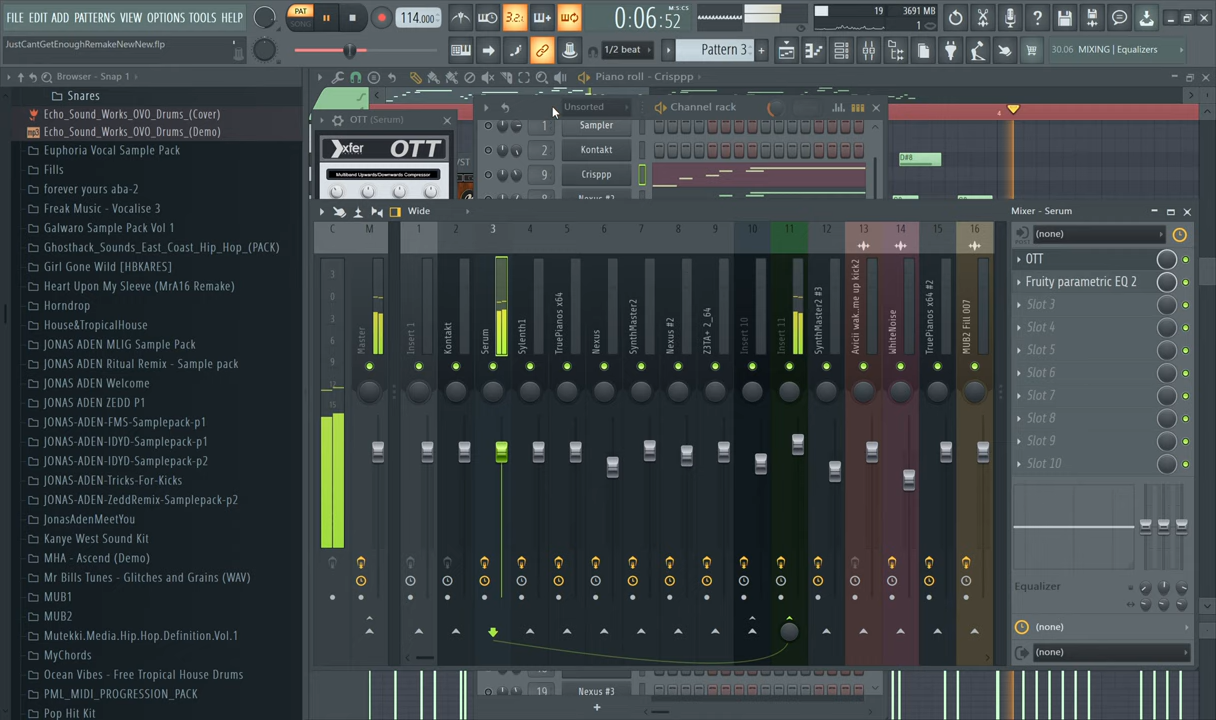 FILE EDIT ADD PATTERNS VIEW OPTIONS TOOLS HELP
PAT
SONG
114.000
3.2.1
0:06:52
M:S:CS
19
3691 MB
1
JustCantGetEnoughRemakeNewNew.flp
1/2 beat
Pattern 3
30.06 MIXING | Equalizers
Browser - Snap 1
Piano roll - Crisppp
Snares
Echo_Sound_Works_OVO_Drums_(Cover)
Echo_Sound_Works_OVO_Drums_(Demo)
Euphoria Vocal Sample Pack
Fills
forever yours aba-2
Freak Music - Vocalise 3
Galwaro Sample Pack Vol 1
Ghosthack_Sounds_East_Coast_Hip_Hop_(PACK)
Girl Gone Wild [HBKARES]
Heart Upon My Sleeve (MrA16 Remake)
Horndrop
House&TropicalHouse
JONAS ADEN MLIG Sample Pack
JONAS ADEN Ritual Remix - Sample pack
JONAS ADEN Welcome
JONAS ADEN ZEDD P1
JONAS-ADEN-FMS-Samplepack-p1
JONAS-ADEN-IDYD-Samplepack-p1
JONAS-ADEN-IDYD-Samplepack-p2
JONAS-ADEN-Tricks-For-Kicks
JONAS-ADEN-ZeddRemix-Samplepack-p2
JonasAdenMeetYou
Kanye West Sound Kit
MHA - Ascend (Demo)
Mr Bills Tunes - Glitches and Grains (WAV)
MUB1
MUB2
Mutekki.Media.Hip.Hop.Definition.Vol.1
MyChords
Ocean Vibes - Free Tropical House Drums
PML_MIDI_PROGRESSION_PACK
Pop Hit Kit
OTT (Serum)
xfer OTT
Multiband Upwards/Downwards Compressor
Unsorted
Channel rack
1 Sampler
2 Kontakt
9 Crisppp
4
D#8
Wide
C M 1 2 3 4 5 6 7 8 9 10 11 12 13 14 15 16
Master
Insert 1
Kontakt
Serum
Sylenth1
TruePianos x64
Nexus
SynthMaster2
Nexus #2
Z3TA+ 2_64
Insert 10
Insert 11
SynthMaster2 #3
Avicii wak...me up kick2
WhiteNoise
TruePianos x64 #2
MUB2 Fill 007
Mixer - Serum
(none)
OTT
Fruity parametric EQ 2
Slot 3
Slot 4
Slot 5
Slot 6
Slot 7
Slot 8
Slot 9
Slot 10
Equalizer
(none)
(none)
19 Nexus #3